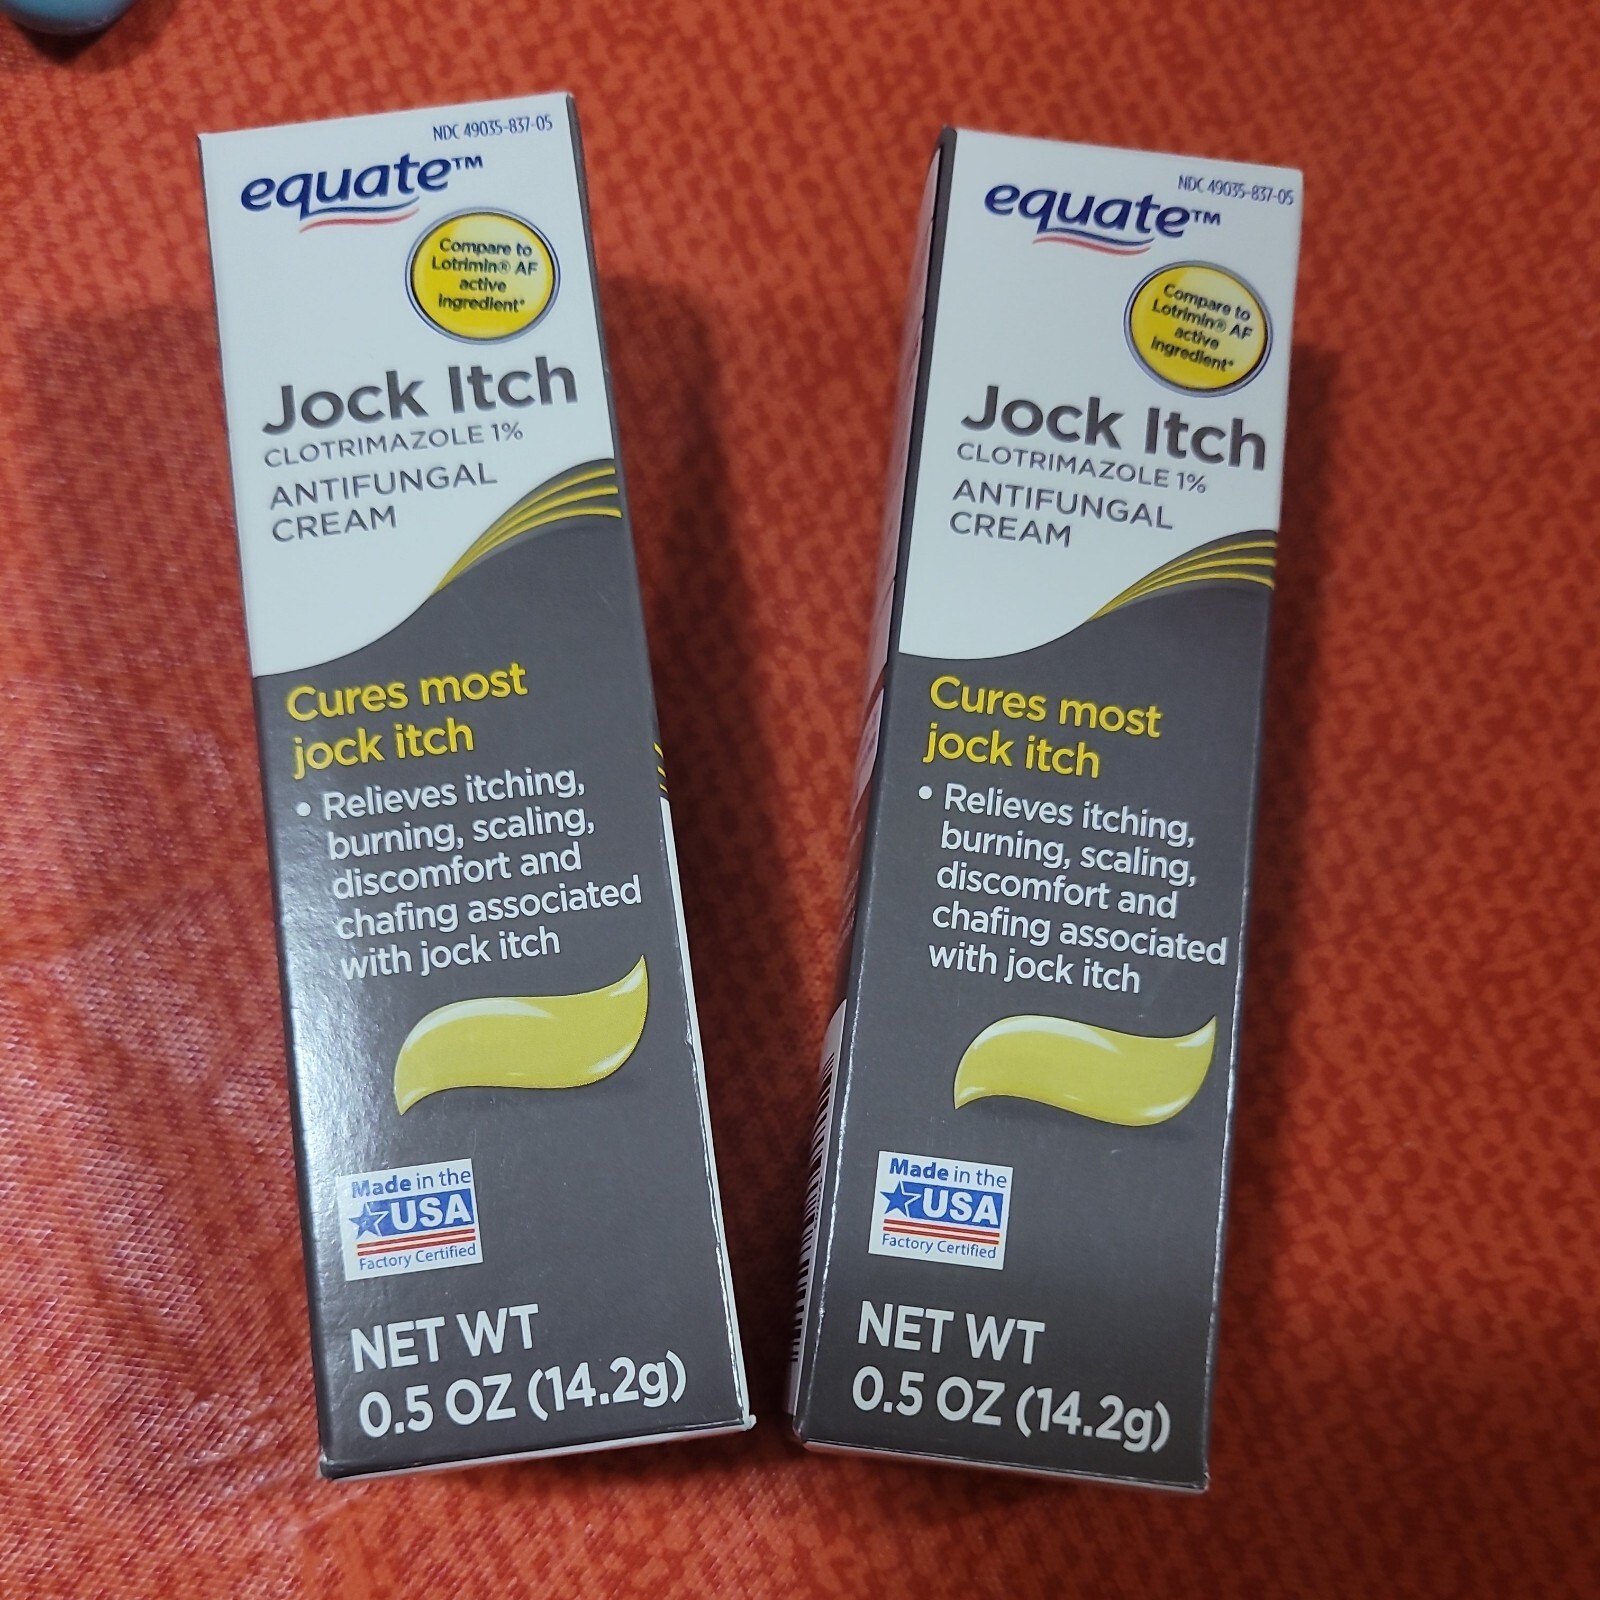 NDC 49035-837-05
equate™
Compare to
Lotrimin® AF
active
ingredient*
Jock Itch
CLOTRIMAZOLE 1%
ANTIFUNGAL
CREAM
Cures most
jock itch
• Relieves itching,
burning, scaling,
discomfort and
chafing associated
with jock itch
Made in the
USA
Factory Certified
NET WT
0.5 OZ (14.2g)
NDC 49035-837-05
equate™
Compare to
Lotrimin® AF
active
ingredient*
Jock Itch
CLOTRIMAZOLE 1%
ANTIFUNGAL
CREAM
Cures most
jock itch
• Relieves itching,
burning, scaling,
discomfort and
chafing associated
with jock itch
Made in the
USA
Factory Certified
NET WT
0.5 OZ (14.2g)